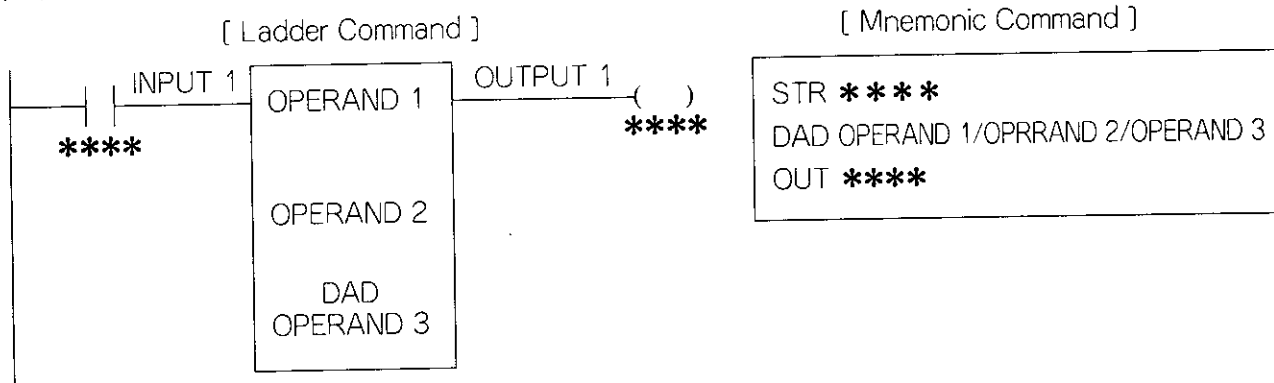 [ Ladder Command ]
[ Mnemonic Command ]
INPUT 1
OPERAND 1
OUTPUT 1
( )
****
****
OPERAND 2
DAD
OPERAND 3
STR ****
DAD OPERAND 1/OPRRAND 2/OPERAND 3
OUT ****